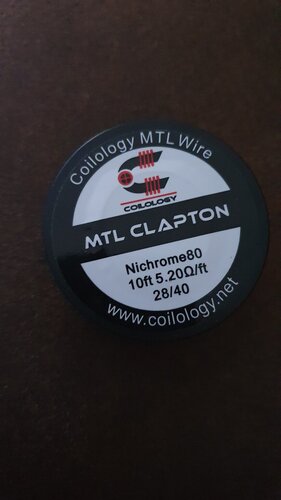 Coilology MTL Wire
COILOLOGY
MTL CLAPTON
Nichrome80
10ft 5.20Ω/ft
28/40
www.coilology.net